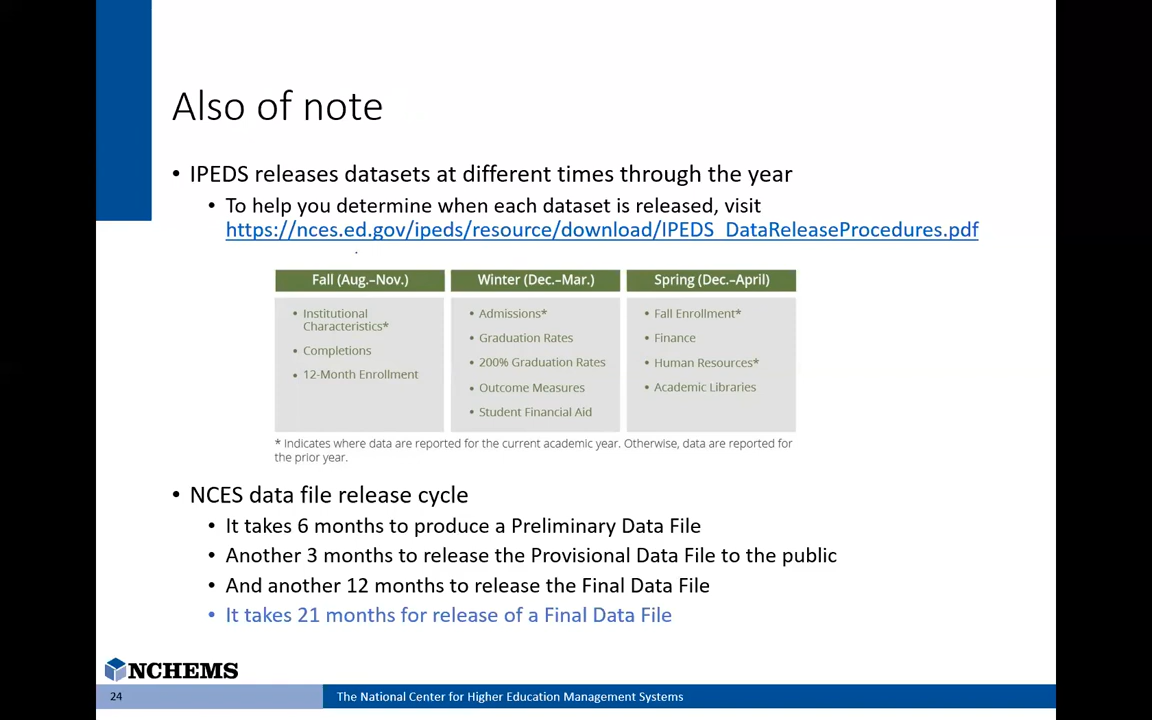 Also of note
• IPEDS releases datasets at different times through the year
• To help you determine when each dataset is released, visit
https://nces.ed.gov/ipeds/resource/download/IPEDS_DataReleaseProcedures.pdf
Fall (Aug.–Nov.)
• Institutional
Characteristics*
• Completions
• 12-Month Enrollment
Winter (Dec.–Mar.)
• Admissions*
• Graduation Rates
• 200% Graduation Rates
• Outcome Measures
• Student Financial Aid
Spring (Dec.–April)
• Fall Enrollment*
• Finance
• Human Resources*
• Academic Libraries
* Indicates where data are reported for the current academic year. Otherwise, data are reported for
the prior year.
• NCES data file release cycle
• It takes 6 months to produce a Preliminary Data File
• Another 3 months to release the Provisional Data File to the public
• And another 12 months to release the Final Data File
• It takes 21 months for release of a Final Data File
NCHEMS
24
The National Center for Higher Education Management Systems